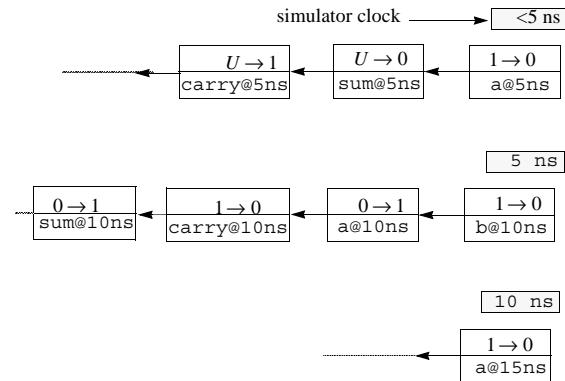 simulator clock <5 ns
U → 1 U → 0 1 → 0
carry@5ns sum@5ns a@5ns
5 ns
0 → 1 1 → 0 0 → 1 1 → 0
sum@10ns carry@10ns a@10ns b@10ns
10 ns
1 → 0
a@15ns